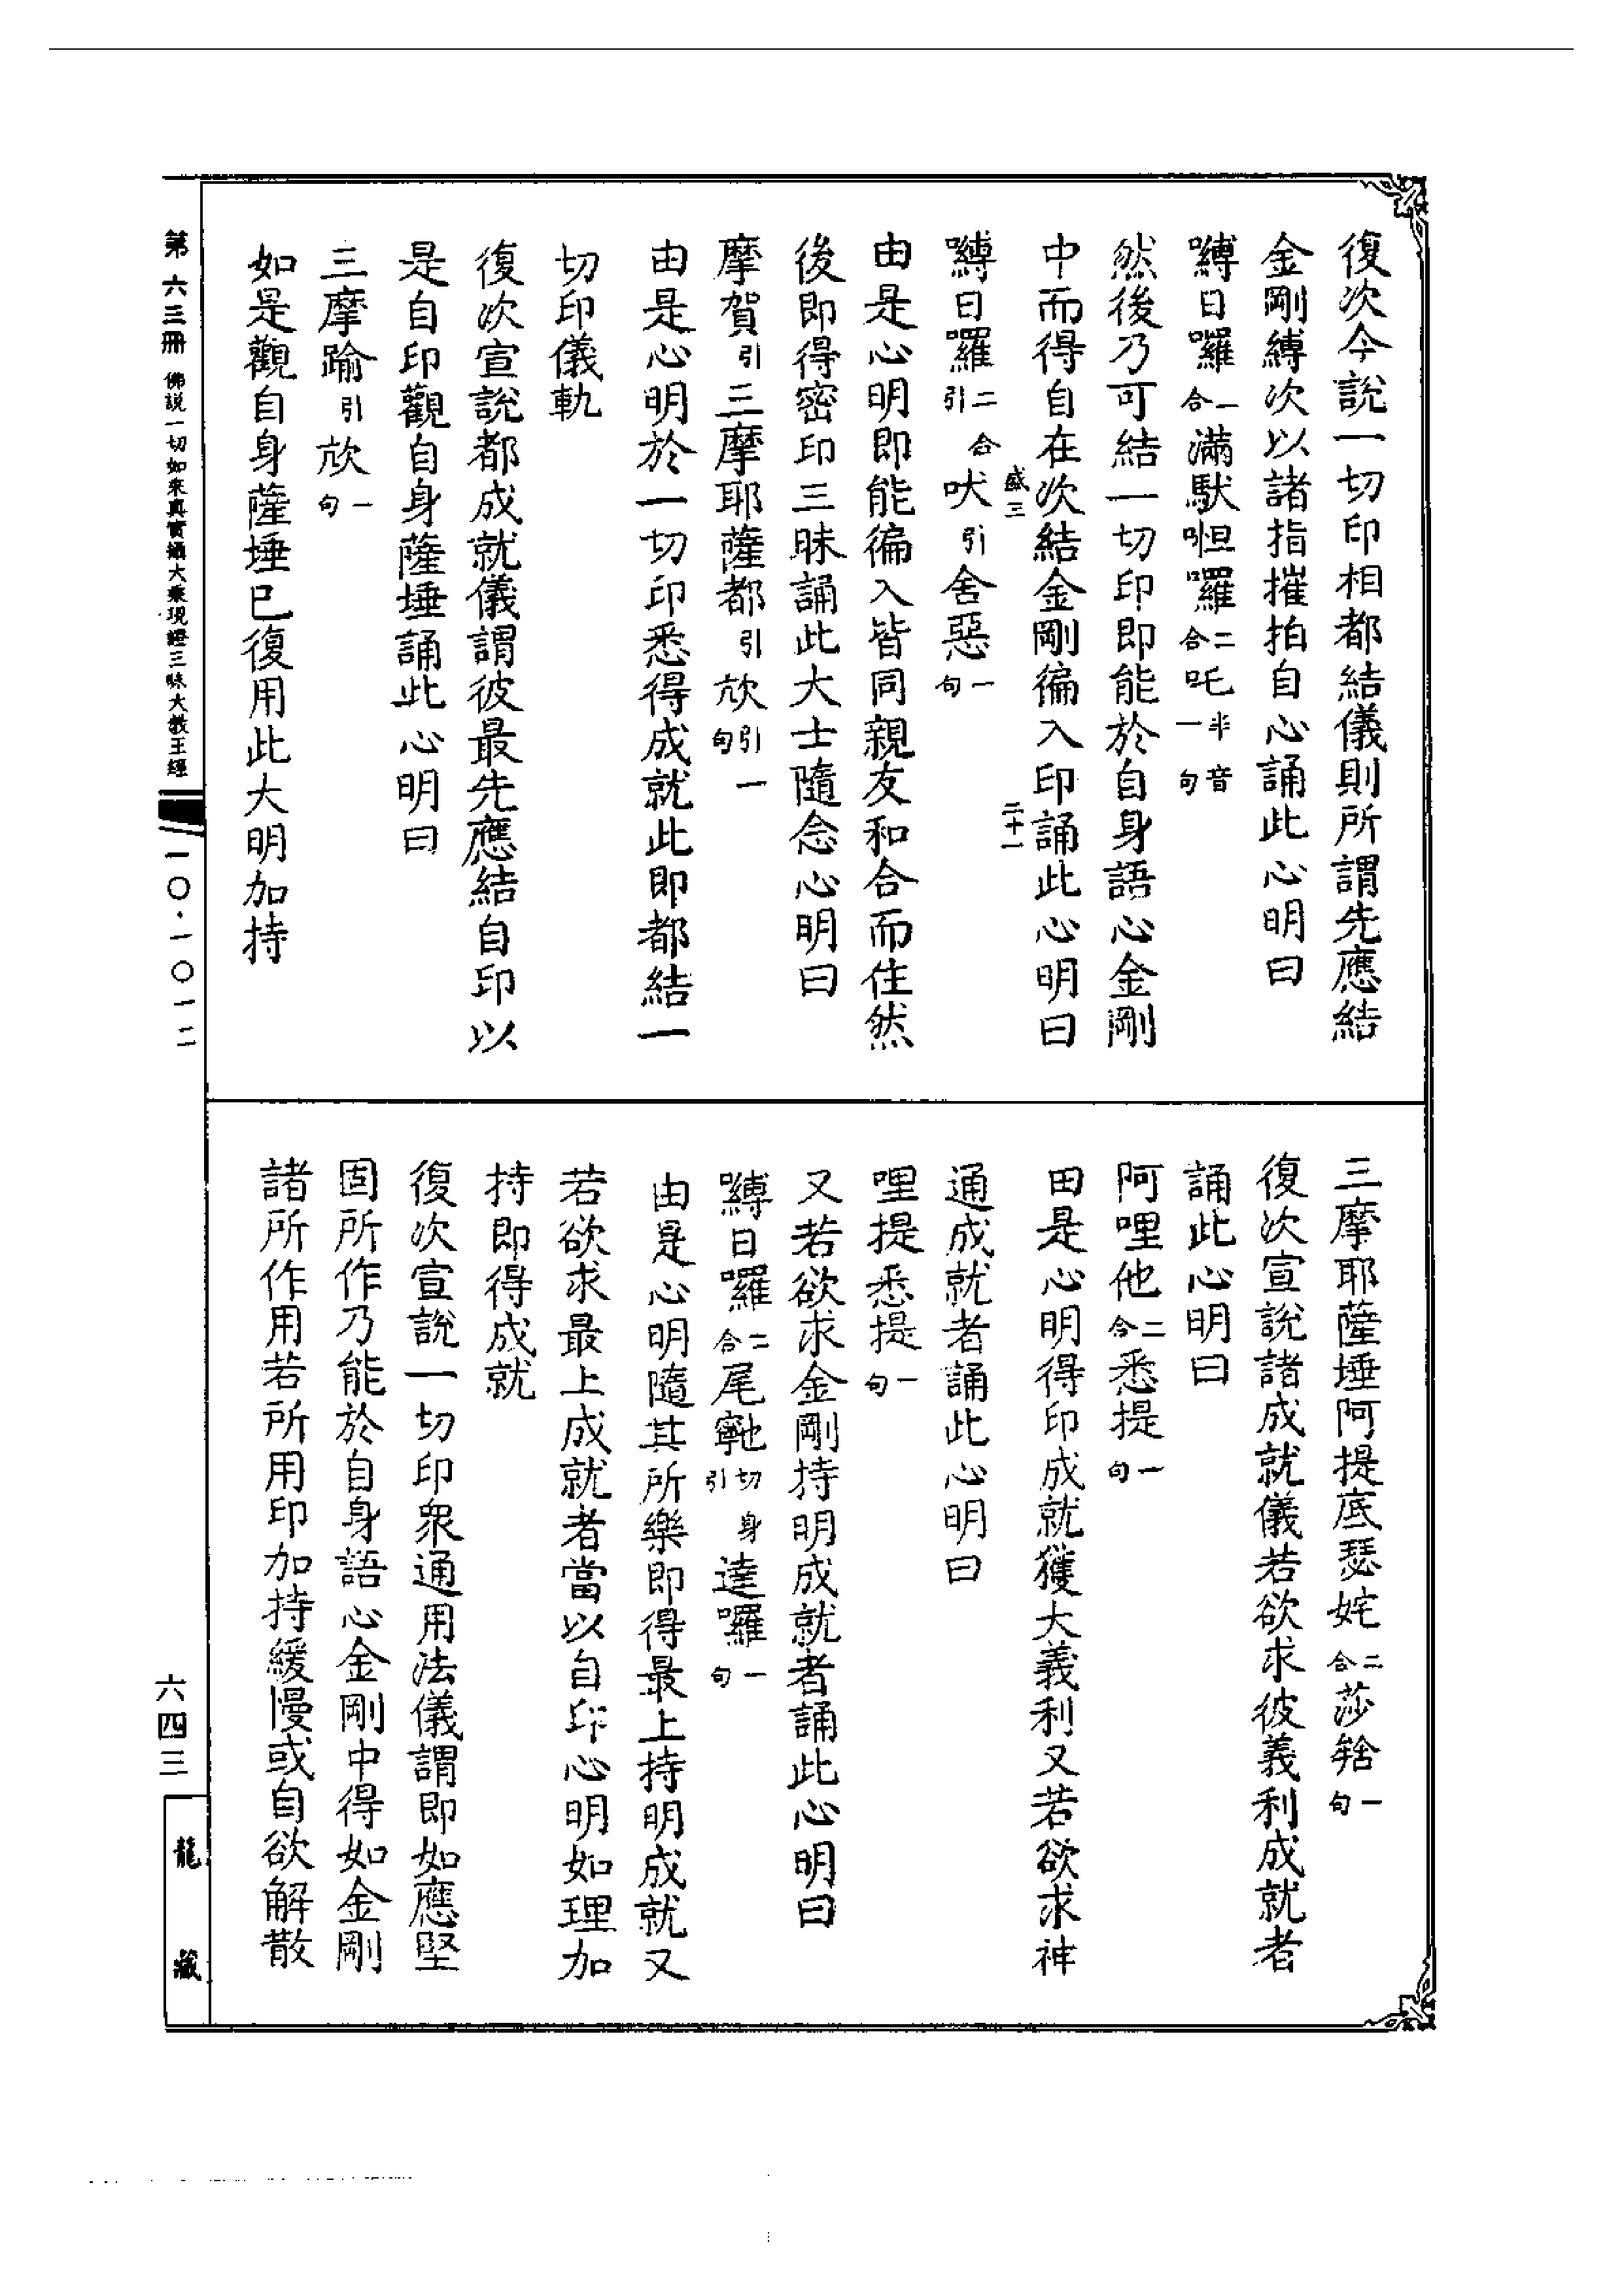 復次今說一切印相都結儀則所謂先應結
金剛縛次以諸指摧拍自心誦此心明曰
嚩日囉合一滿馱怛囉二合吒半音一句
然後乃可結一切印即能於自身語心金剛
中而得自在次結金剛徧入印誦此心明曰
盛三 二十一
嚩日囉二合引吠引舍惡一句
由是心明即能徧入皆同親友和合而住然
後即得密印三昧誦此大士隨念心明曰
摩賀引三摩耶薩都引㰠引一句
由是心明於一切印悉得成就此即都結一
切印儀軌
復次宣說都成就儀謂彼最先應結自印以
是自印觀自身薩埵誦此心明曰
三摩踰引㰠一句
如是觀自身薩埵已復用此大明加持
三摩耶薩埵阿提底瑟姹二合莎𦤀一句
復次宣說諸成就儀若欲求彼義利成就者
誦此心明曰
阿哩他二合悉提一句
由是心明得印成就獲大義利又若欲求神
通成就者誦此心明曰
哩提悉提一句
又若欲求金剛持明成就者誦此心明曰
嚩日囉二合尾𩕳切身引達囉一句
由是心明隨其所樂即得最上持明成就又
若欲求最上成就者當以自印心明如理加
持即得成就
復次宣說一切印衆通用法儀謂即如應堅
固所作乃能於自身語心金剛中得如金剛
諸所作用若所用印加持緩慢或自欲解散
第六三冊 佛說一切如來真實攝大乘現證三昧大教王經
一〇·一〇一二
六四三
龍藏